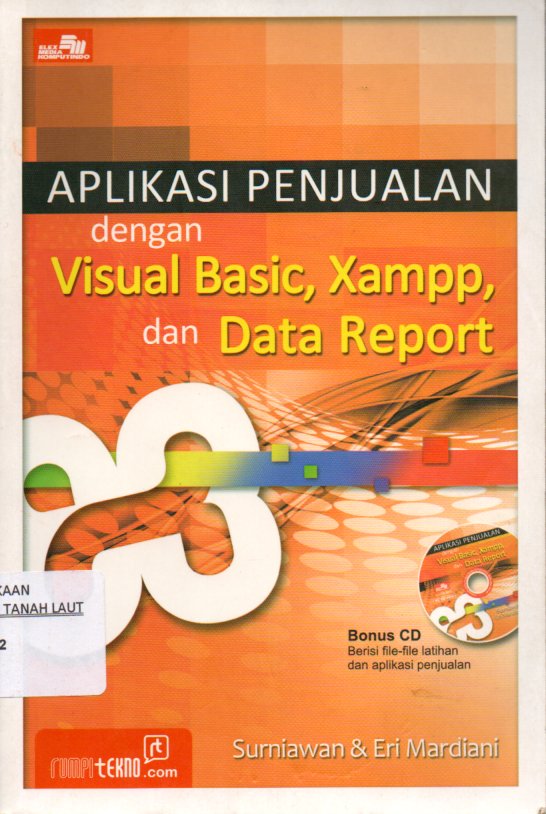 ELEX
MEDIA
KOMPUTINDO
APLIKASI PENJUALAN
dengan
Visual Basic, Xampp,
dan Data Report
APLIKASI PENJUALAN
dengan
Visual Basic, Xampp,
dan Data Report
KAAN
TANAH LAUT
2
Bonus CD
Berisi file-file latihan
dan aplikasi penjualan
Surniawan & Eri Mardiani
rt
RUMPITEKNO.com